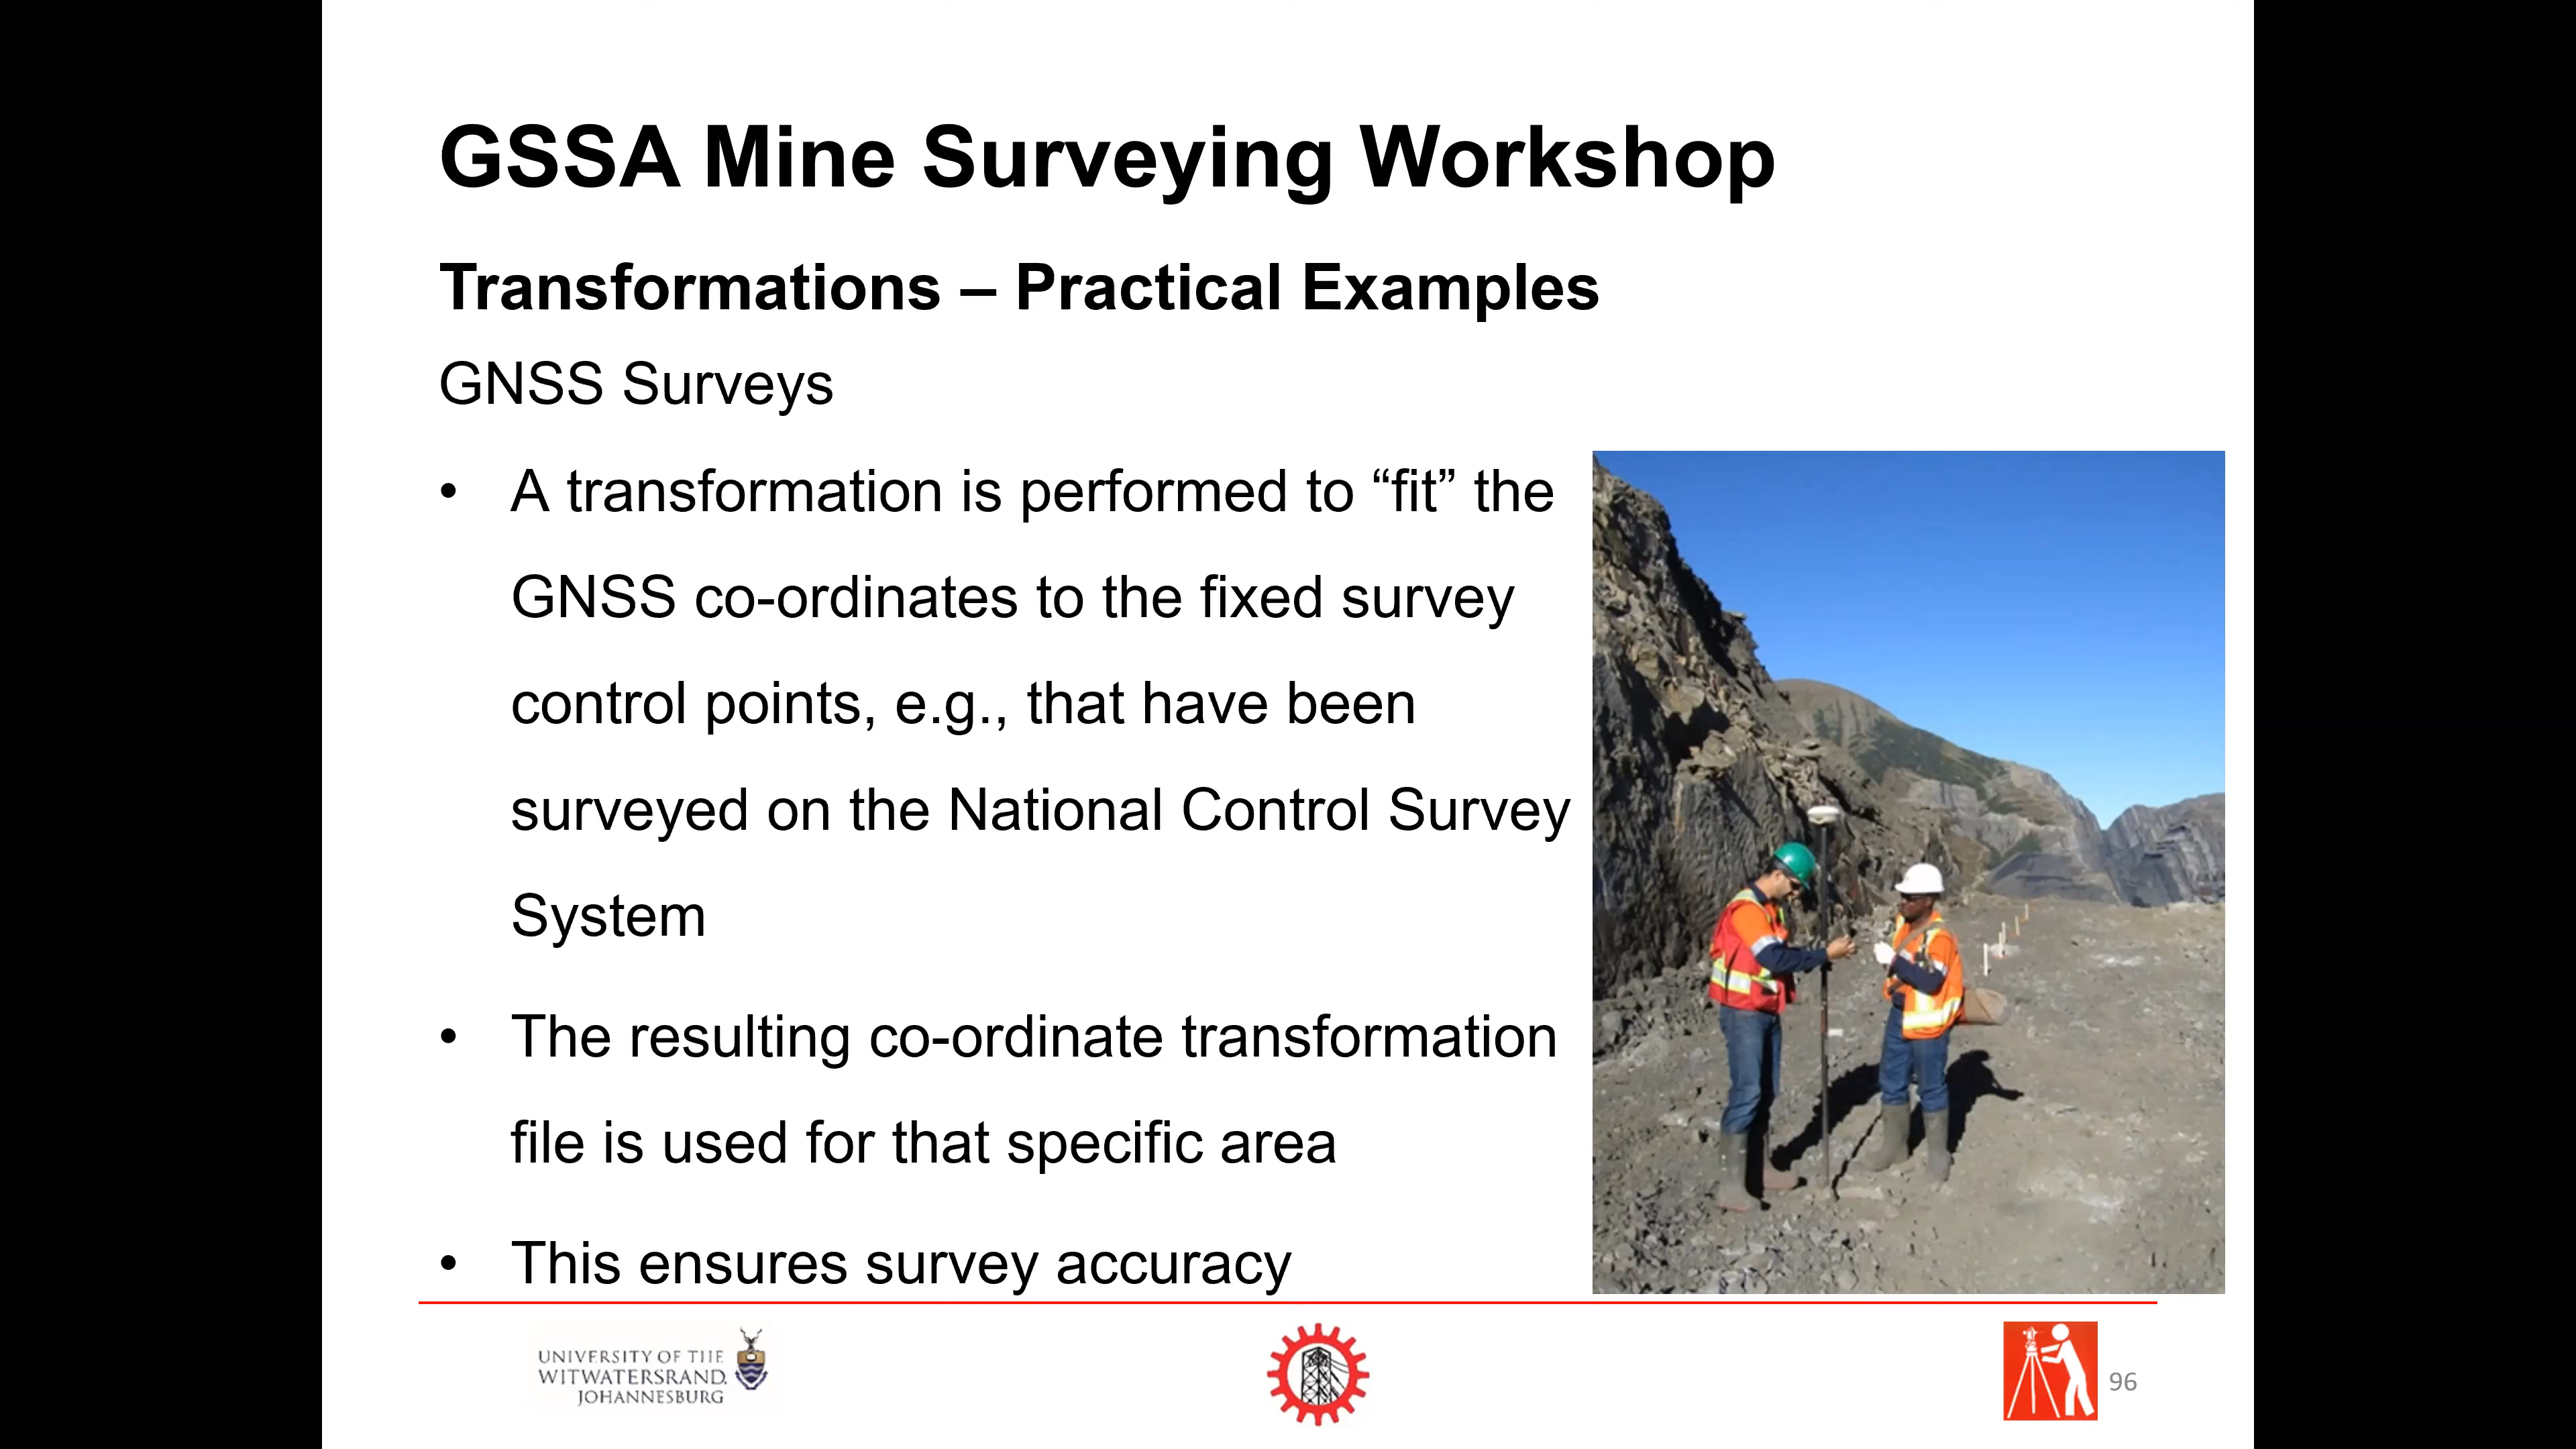 GSSA Mine Surveying Workshop
Transformations – Practical Examples
GNSS Surveys
• A transformation is performed to “fit” the
GNSS co-ordinates to the fixed survey
control points, e.g., that have been
surveyed on the National Control Survey
System
• The resulting co-ordinate transformation
file is used for that specific area
• This ensures survey accuracy
UNIVERSITY OF THE
WITWATERSRAND,
JOHANNESBURG
96